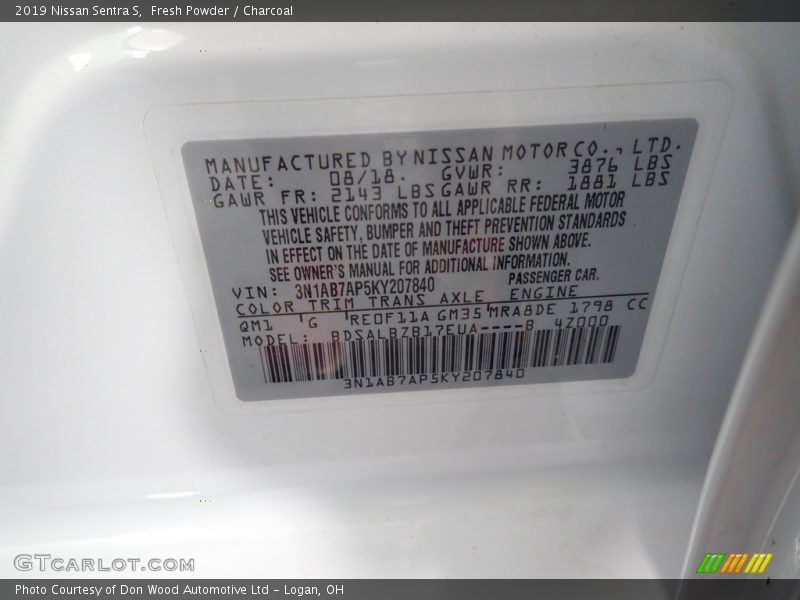 2019 Nissan Sentra S, Fresh Powder / Charcoal
MANUFACTURED BY NISSAN MOTOR CO., LTD.
DATE: 08/18. GVWR: 3876 LBS
GAWR FR: 2143 LBS GAWR RR: 1881 LBS
THIS VEHICLE CONFORMS TO ALL APPLICABLE FEDERAL MOTOR
VEHICLE SAFETY, BUMPER AND THEFT PREVENTION STANDARDS
IN EFFECT ON THE DATE OF MANUFACTURE SHOWN ABOVE.
SEE OWNER'S MANUAL FOR ADDITIONAL INFORMATION.
VIN: 3N1AB7AP5KY207840 PASSENGER CAR.
COLOR TRIM TRANS AXLE ENGINE
QM1 G RE0F11A GM35 MRA8DE 1798 CC
MODEL: BDSALBZB17EUA----B 4Z000
3N1AB7AP5KY207840
GTCARLOT.COM
Photo Courtesy of Don Wood Automotive Ltd - Logan, OH